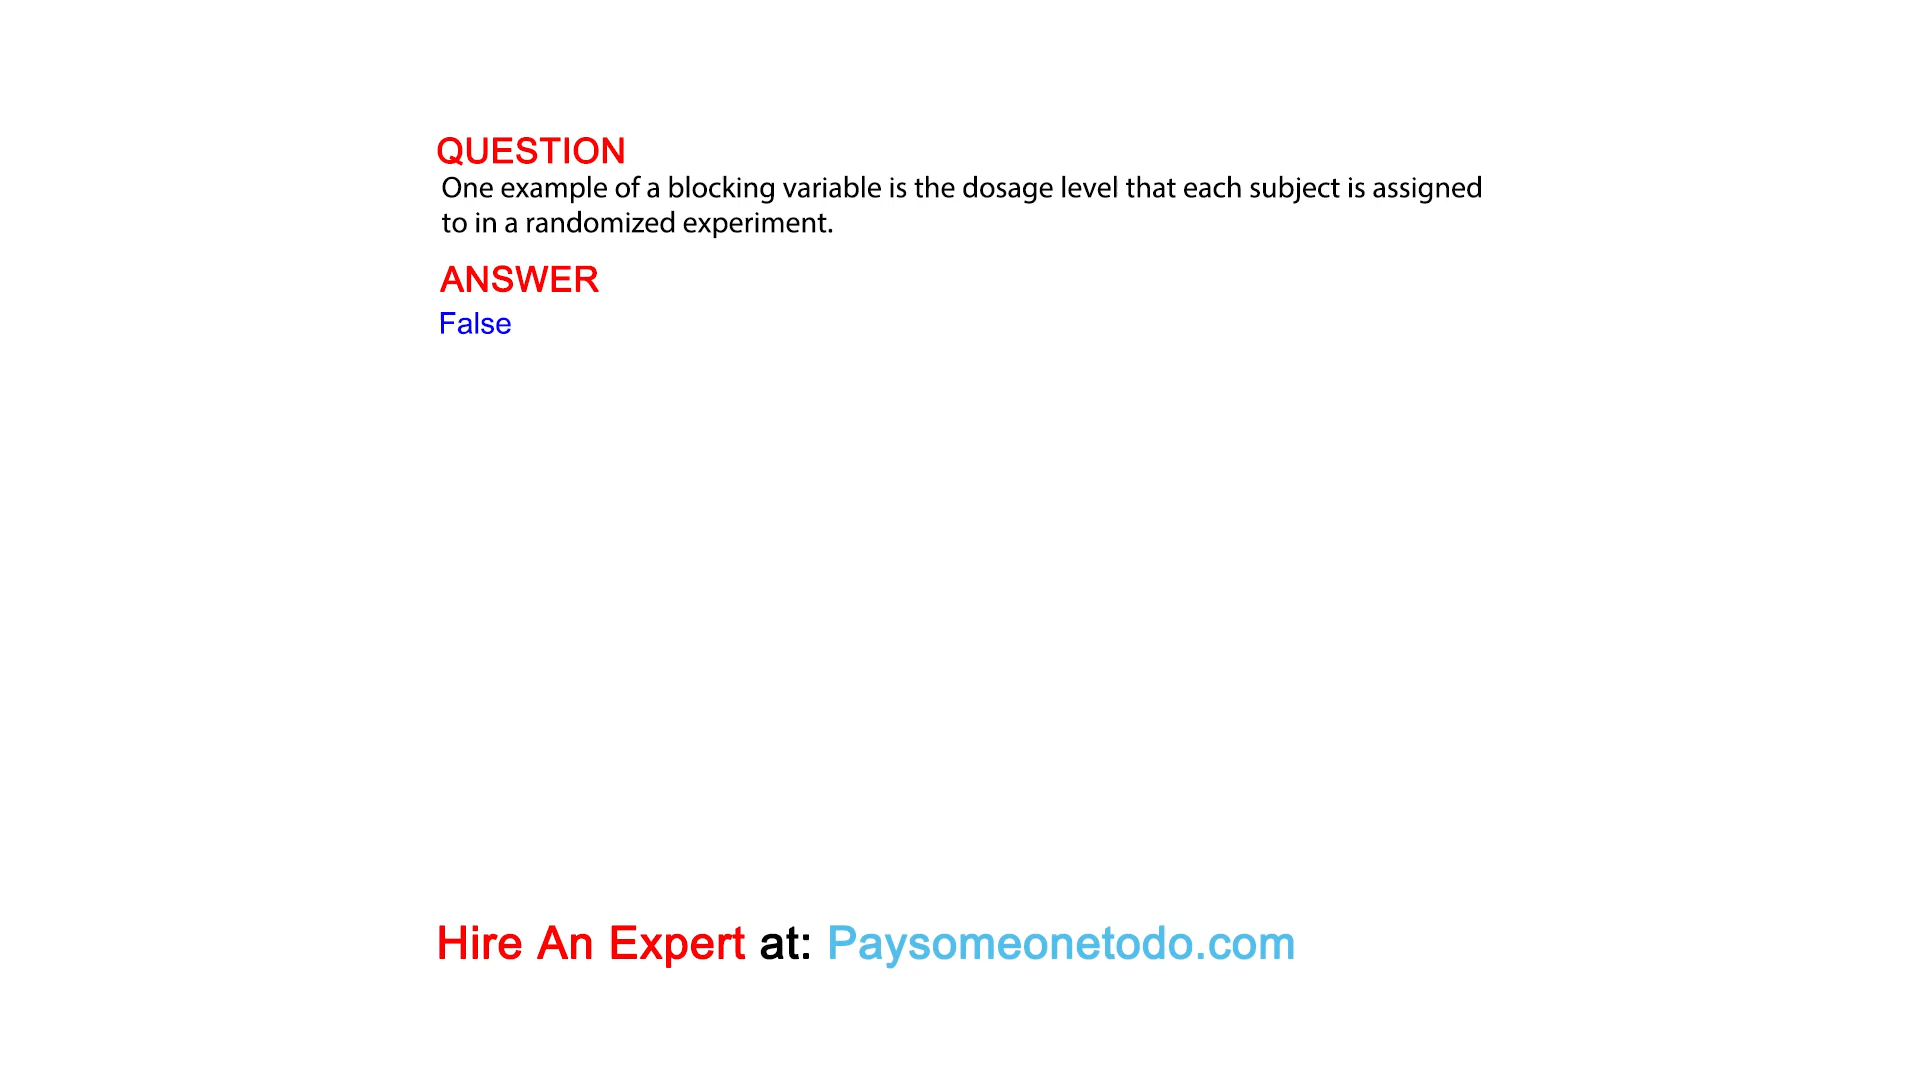 QUESTION
One example of a blocking variable is the dosage level that each subject is assigned
to in a randomized experiment.
ANSWER
False
Hire An Expert at: Paysomeonetodo.com